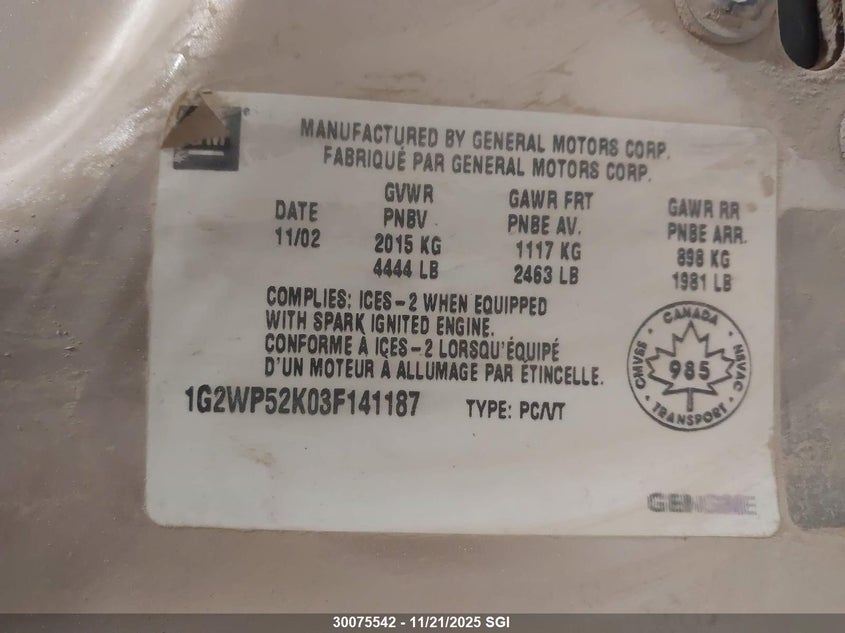 MANUFACTURED BY GENERAL MOTORS CORP.
FABRIQUÉ PAR GENERAL MOTORS CORP.
DATE
11/02
GVWR
PNBV
2015 KG
4444 LB
GAWR FRT
PNBE AV.
1117 KG
2463 LB
GAWR RR
PNBE ARR.
898 KG
1981 LB
COMPLIES: ICES-2 WHEN EQUIPPED
WITH SPARK IGNITED ENGINE.
CONFORME À ICES-2 LORSQU'ÉQUIPÉ
D'UN MOTEUR À ALLUMAGE PAR ÉTINCELLE.
1G2WP52K03F141187 TYPE: PC/VT
CANADA
CMVSS
985
NSVAC
TRANSPORT
30075542 - 11/21/2025 SGI